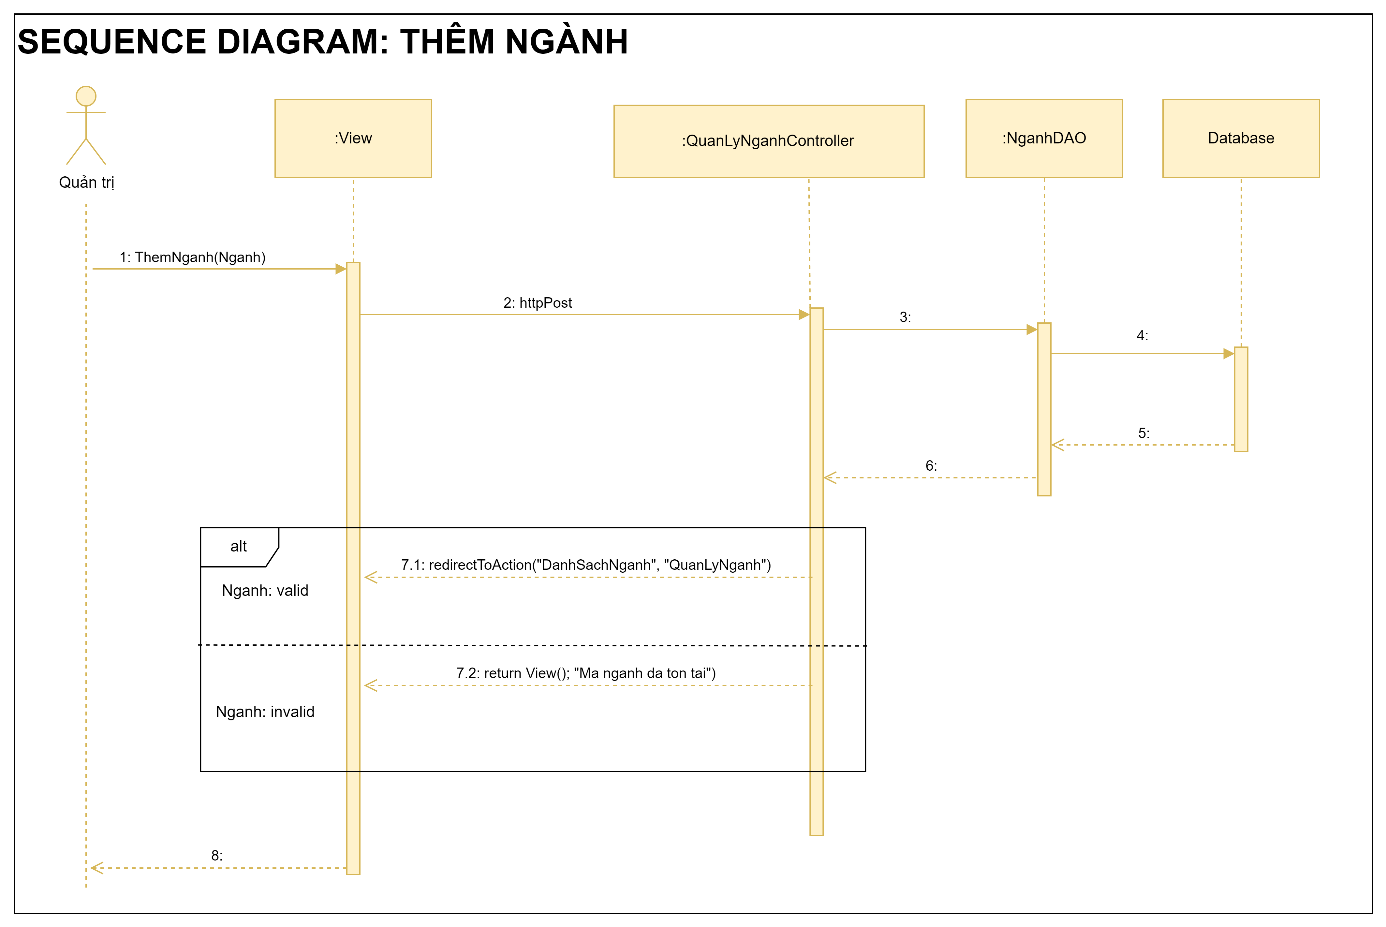 SEQUENCE DIAGRAM: THÊM NGÀNH
:View
:QuanLyNganhController
:NganhDAO
Database
Quản trị
1: ThemNganh(Nganh)
2: httpPost
3:
4:
5:
6:
alt
7.1: redirectToAction("DanhSachNganh", "QuanLyNganh")
Nganh: valid
7.2: return View(); "Ma nganh da ton tai")
Nganh: invalid
8: